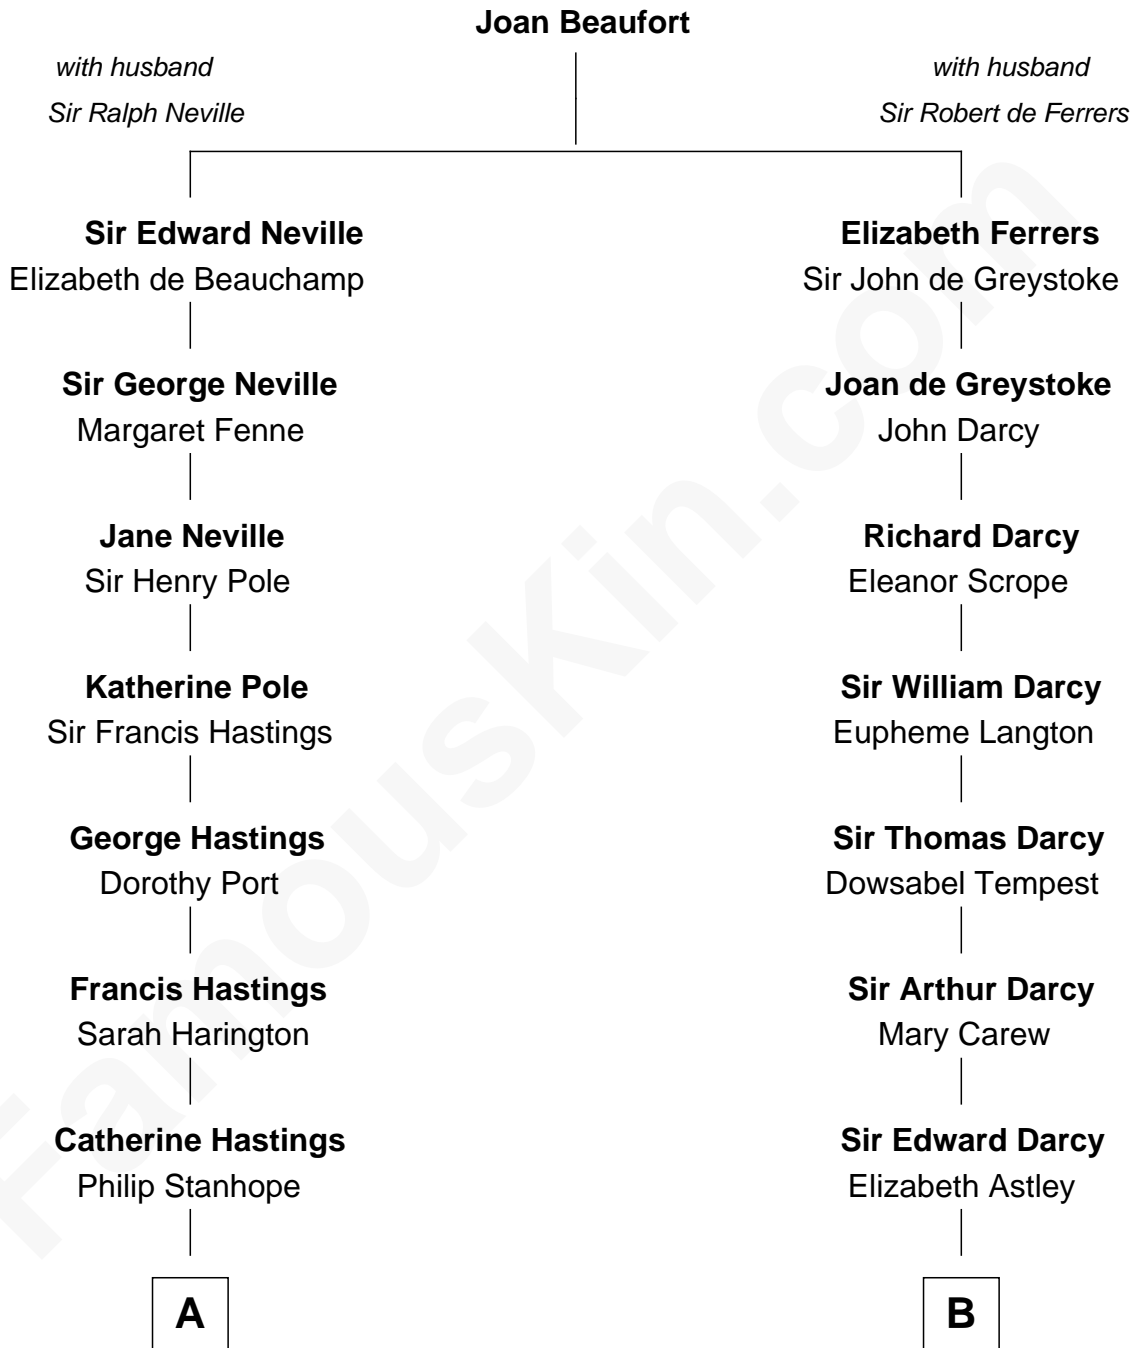 Joan Beaufort
with husband
Sir Ralph Neville
with husband
Sir Robert de Ferrers
Sir Edward Neville
Elizabeth de Beauchamp
Elizabeth Ferrers
Sir John de Greystoke
Sir George Neville
Margaret Fenne
Joan de Greystoke
John Darcy
Jane Neville
Sir Henry Pole
Richard Darcy
Eleanor Scrope
Katherine Pole
Sir Francis Hastings
Sir William Darcy
Eupheme Langton
George Hastings
Dorothy Port
Sir Thomas Darcy
Dowsabel Tempest
Francis Hastings
Sarah Harington
Sir Arthur Darcy
Mary Carew
Catherine Hastings
Philip Stanhope
Sir Edward Darcy
Elizabeth Astley
A
B
FamousKin.com